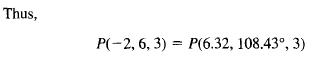 Thus,
P(−2, 6, 3) = P(6.32, 108.43°, 3)